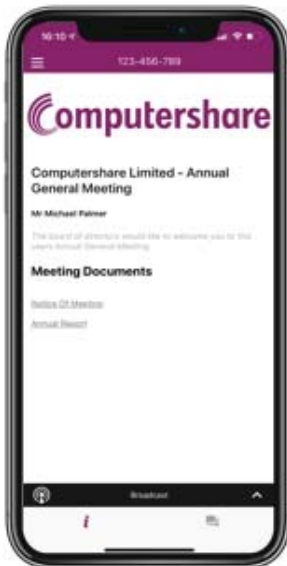 16:10
123-456-789
Computershare
Computershare Limited - Annual
General Meeting
Mr Michael Palmer
The board of directors would like to welcome you to this
years Annual General Meeting
Meeting Documents
Notice Of Meeting
Annual Report
Broadcast
i